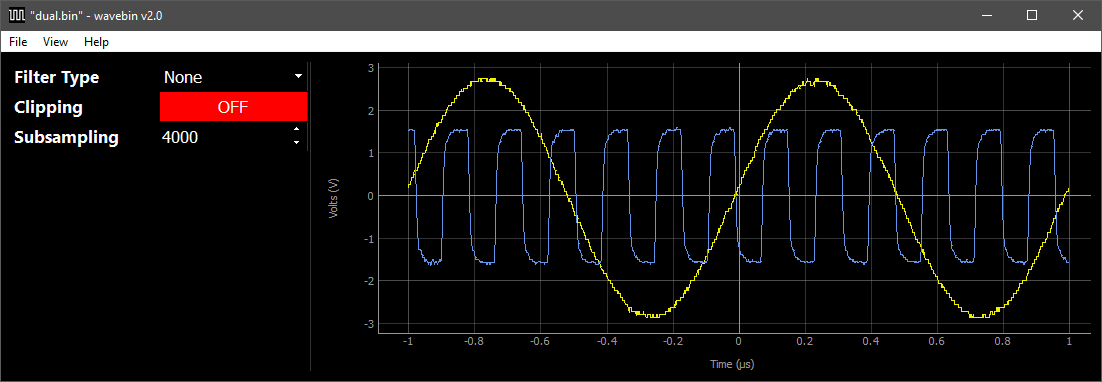 "dual.bin" - wavebin v2.0
File View Help
Filter Type None
Clipping OFF
Subsampling 4000
3
2
1
0
-1
-2
-3
Volts (V)
-1 -0.8 -0.6 -0.4 -0.2 0 0.2 0.4 0.6 0.8 1
Time (µs)